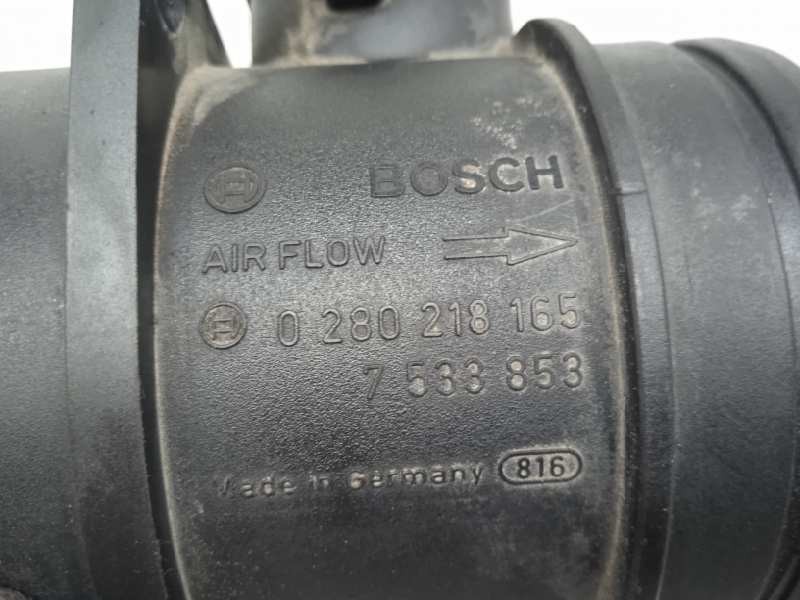 BOSCH
AIR FLOW
0 280 218 165
7 533 853
Made in Germany 816